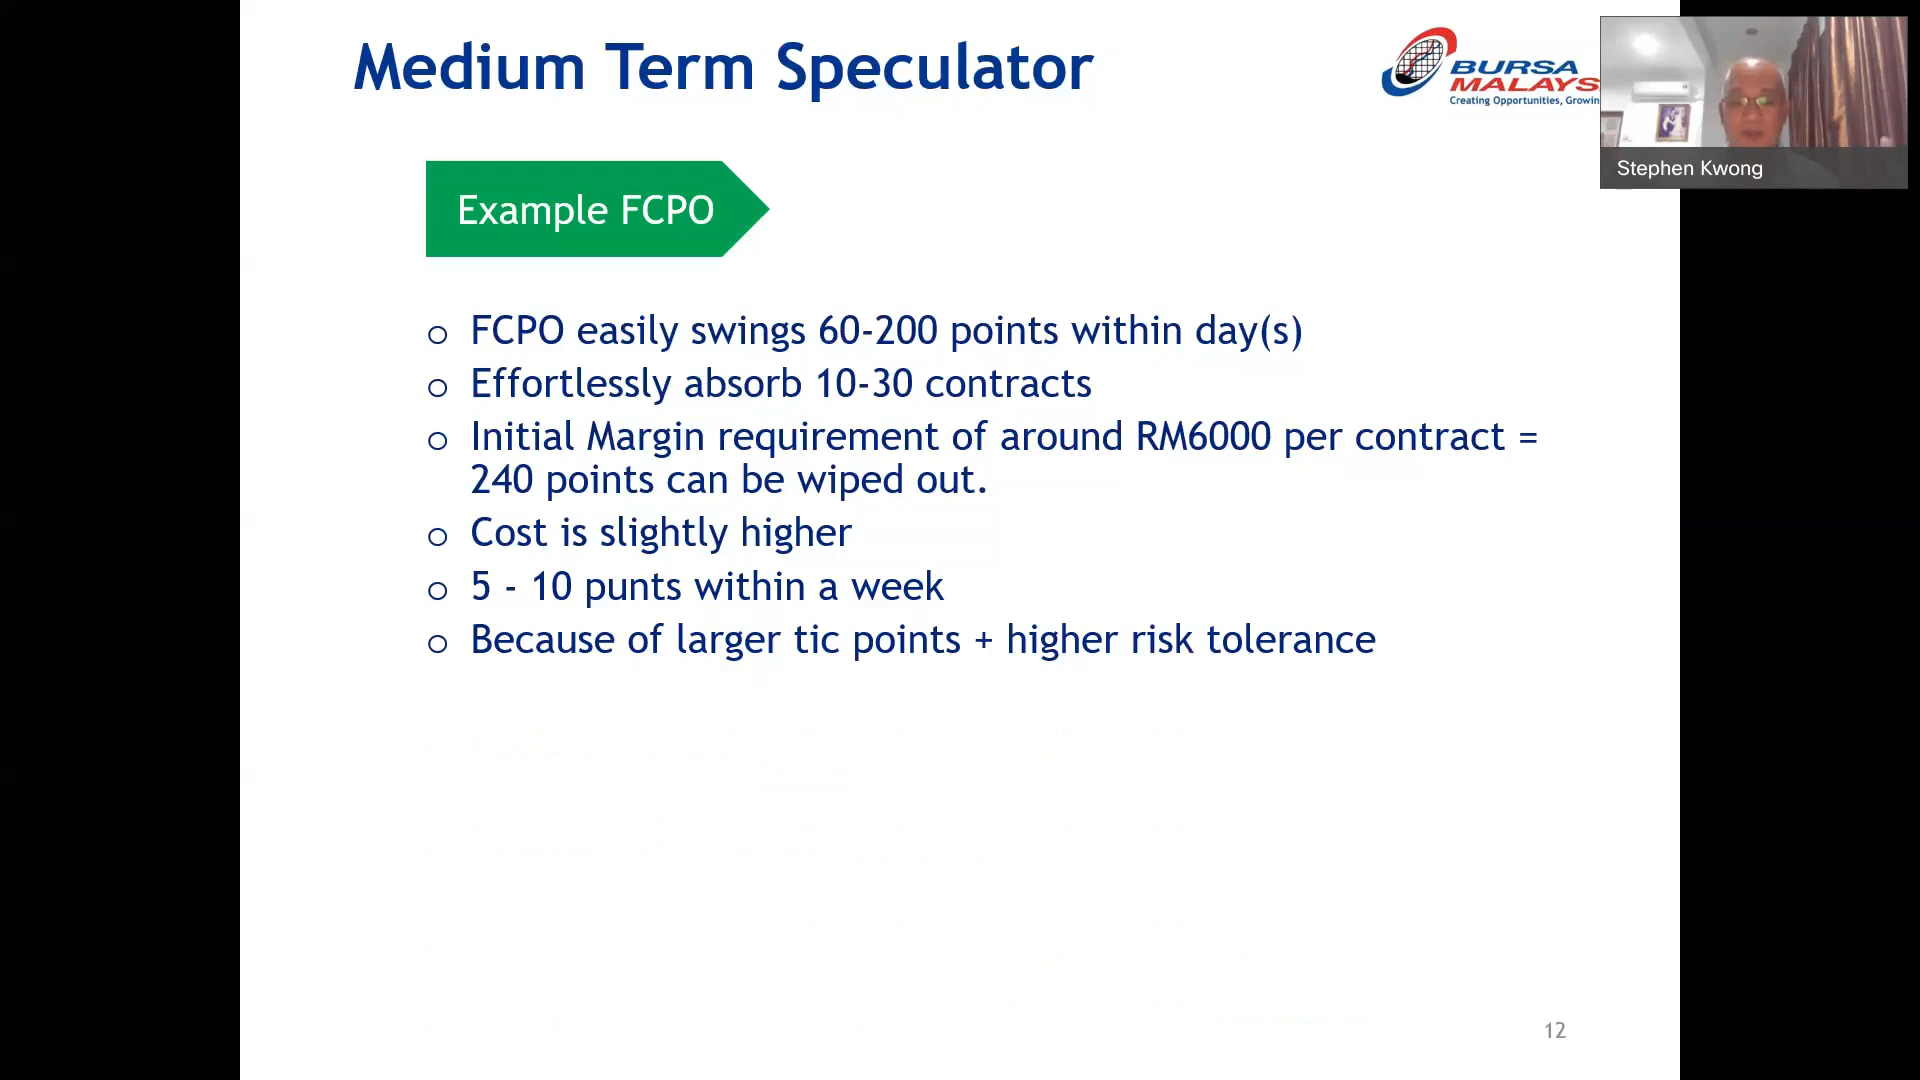 Medium Term Speculator
BURSA
MALAYS
Creating Opportunities, Growin
Stephen Kwong
Example FCPO
o FCPO easily swings 60-200 points within day(s)
o Effortlessly absorb 10-30 contracts
o Initial Margin requirement of around RM6000 per contract =
240 points can be wiped out.
o Cost is slightly higher
o 5 - 10 punts within a week
o Because of larger tic points + higher risk tolerance
12